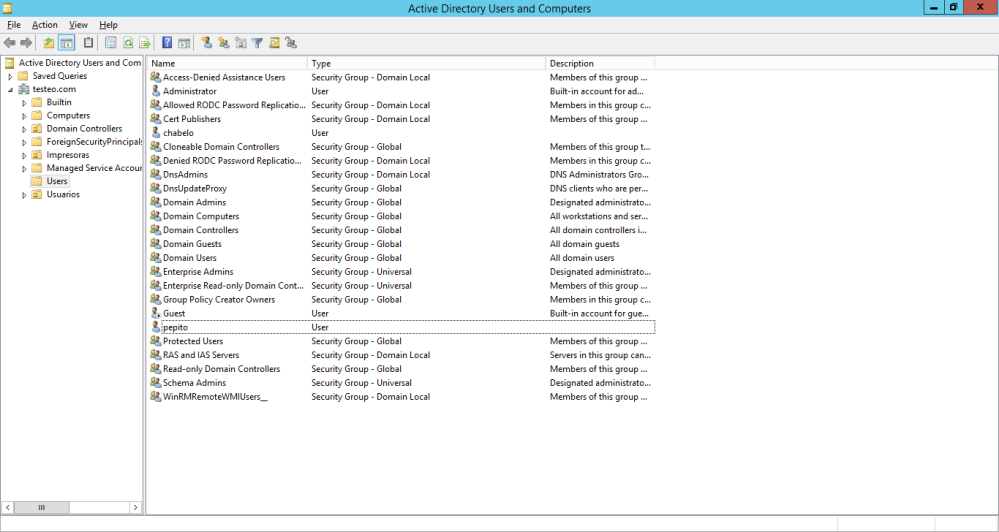 Active Directory Users and Computers
File Action View Help
Active Directory Users and Com
Saved Queries
testeo.com
Builtin
Computers
Domain Controllers
ForeignSecurityPrincipals
Impresoras
Managed Service Accour
Users
Usuarios
Name Type Description
Access-Denied Assistance Users Security Group - Domain Local Members of this group ...
Administrator User Built-in account for ad...
Allowed RODC Password Replicatio... Security Group - Domain Local Members in this group c...
Cert Publishers Security Group - Domain Local Members of this group ...
chabelo User
Cloneable Domain Controllers Security Group - Global Members of this group t...
Denied RODC Password Replicatio... Security Group - Domain Local Members in this group c...
DnsAdmins Security Group - Domain Local DNS Administrators Gro...
DnsUpdateProxy Security Group - Global DNS clients who are per...
Domain Admins Security Group - Global Designated administrato...
Domain Computers Security Group - Global All workstations and ser...
Domain Controllers Security Group - Global All domain controllers i...
Domain Guests Security Group - Global All domain guests
Domain Users Security Group - Global All domain users
Enterprise Admins Security Group - Universal Designated administrato...
Enterprise Read-only Domain Cont... Security Group - Universal Members of this group ...
Group Policy Creator Owners Security Group - Global Members in this group c...
Guest User Built-in account for gue...
pepito User
Protected Users Security Group - Global Members of this group ...
RAS and IAS Servers Security Group - Domain Local Servers in this group can...
Read-only Domain Controllers Security Group - Global Members of this group ...
Schema Admins Security Group - Universal Designated administrato...
WinRMRemoteWMIUsers__ Security Group - Domain Local Members of this group ...